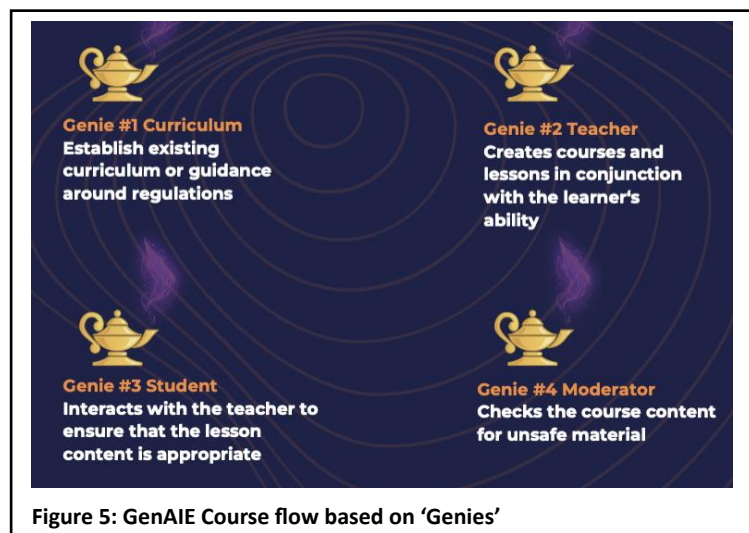 Genie #1 Curriculum
Establish existing
curriculum or guidance
around regulations
Genie #2 Teacher
Creates courses and
lessons in conjunction
with the learner's
ability
Genie #3 Student
Interacts with the teacher to
ensure that the lesson
content is appropriate
Genie #4 Moderator
Checks the course content
for unsafe material
Figure 5: GenAIE Course flow based on ‘Genies’